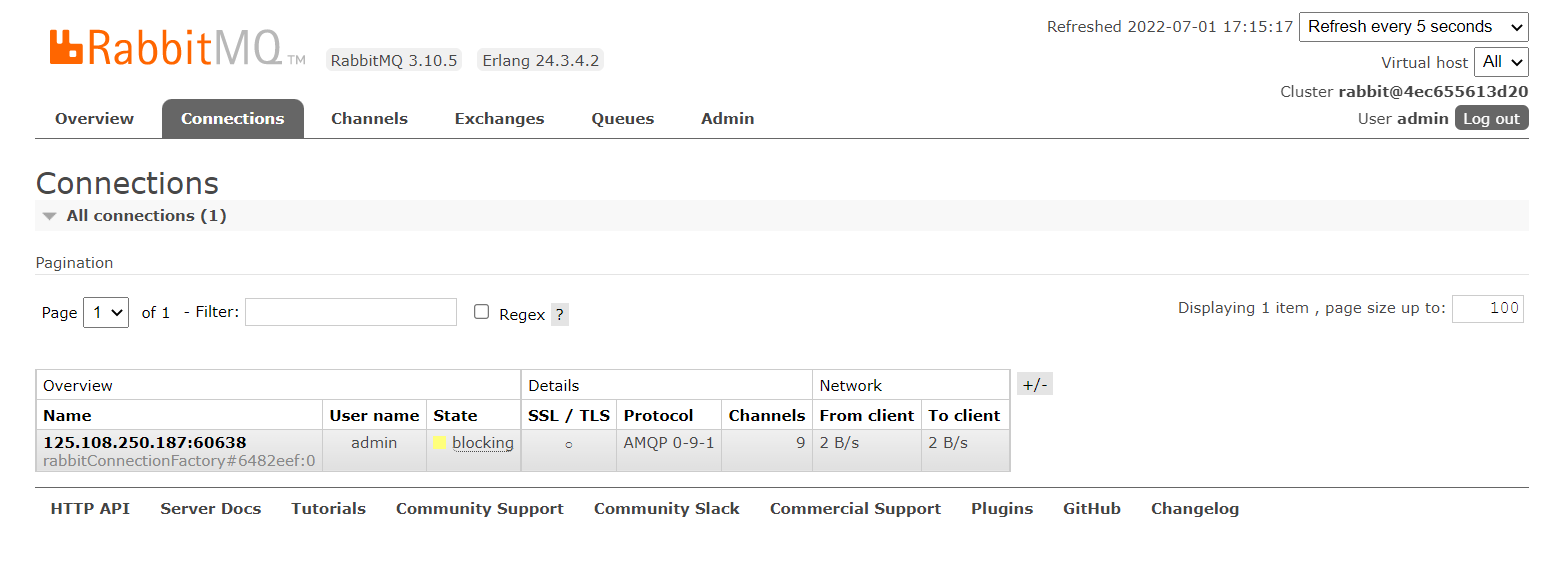 RabbitMQ TM RabbitMQ 3.10.5 Erlang 24.3.4.2
Refreshed 2022-07-01 17:15:17 Refresh every 5 seconds
Virtual host All
Cluster rabbit@4ec655613d20
User admin Log out
Overview Connections Channels Exchanges Queues Admin
Connections
All connections (1)
Pagination
Page 1 of 1 - Filter: Regex ? Displaying 1 item , page size up to: 100
Overview Details Network +/-
Name User name State SSL / TLS Protocol Channels From client To client
125.108.250.187:60638 admin blocking ○ AMQP 0-9-1 9 2 B/s 2 B/s
rabbitConnectionFactory#6482eef:0
HTTP API Server Docs Tutorials Community Support Community Slack Commercial Support Plugins GitHub Changelog